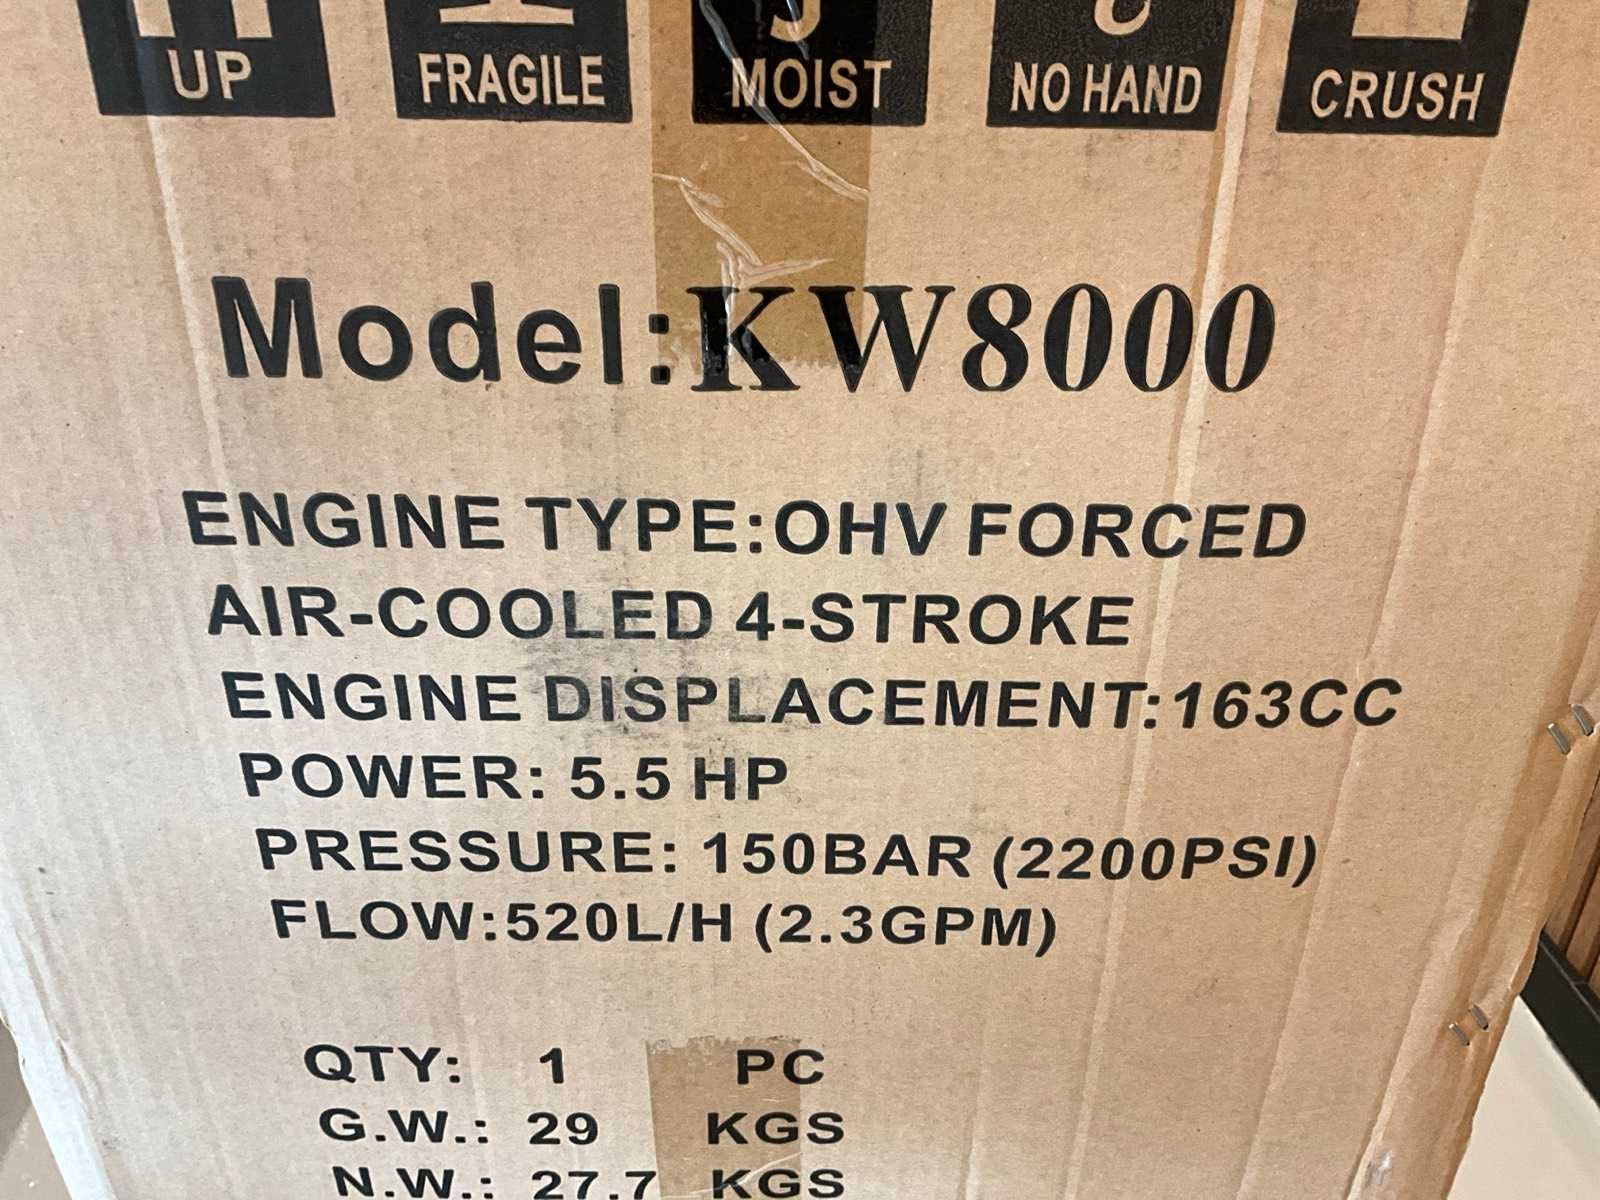 UP
FRAGILE
MOIST
NO HAND
CRUSH
Model:KW8000
ENGINE TYPE:OHV FORCED
AIR-COOLED 4-STROKE
ENGINE DISPLACEMENT:163CC
POWER: 5.5 HP
PRESSURE: 150BAR (2200PSI)
FLOW:520L/H (2.3GPM)
QTY: 1 PC
G.W.: 29 KGS
N.W.: 27.7 KGS